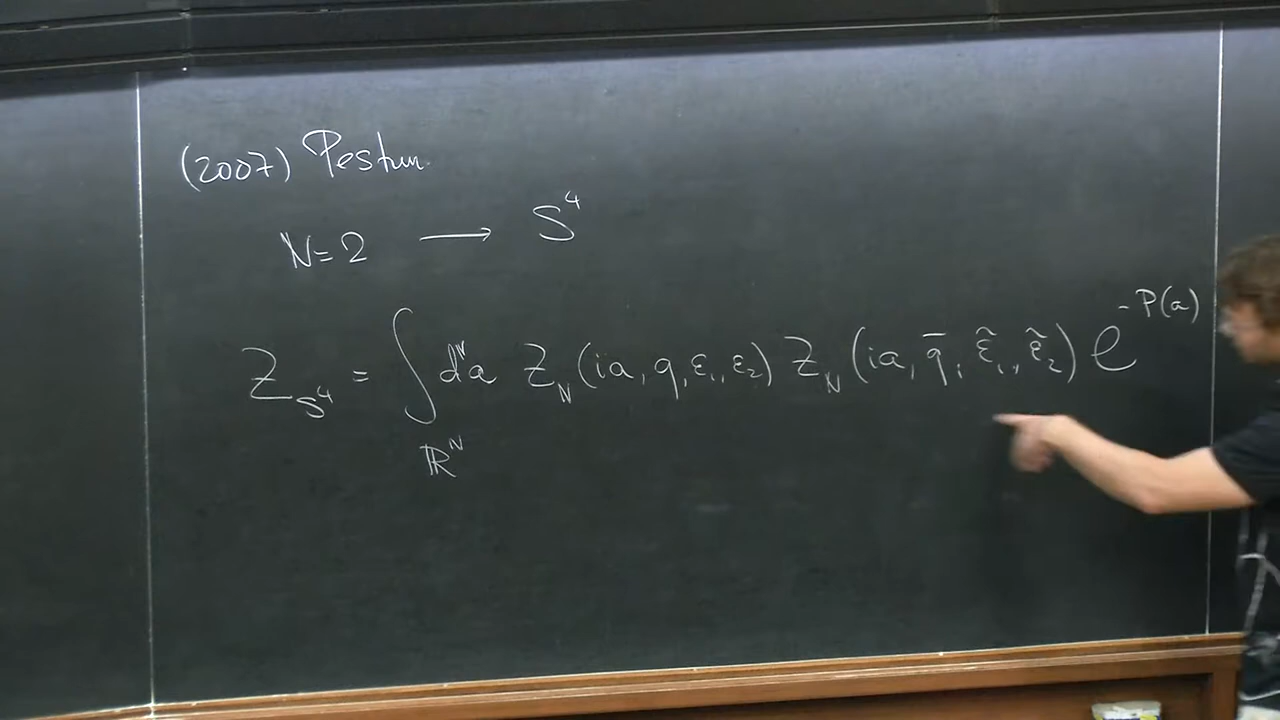 (2007) Pestun
N=2 ⟶ S⁴
Z_{S⁴} = ∫_{ℝ^N} d^N a Z_N(ia, q, ε₁, ε₂) Z_N(ia, q̄, ε̃₁, ε̃₂) e^{-P(a)}